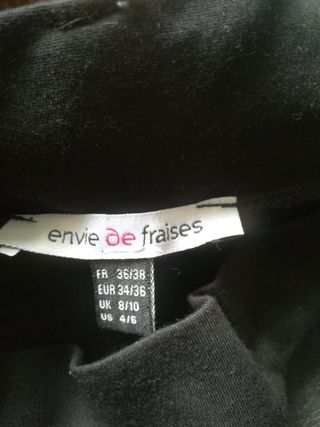 envie de fraises
FR 36/38
EUR 34/36
UK 8/10
US 4/6